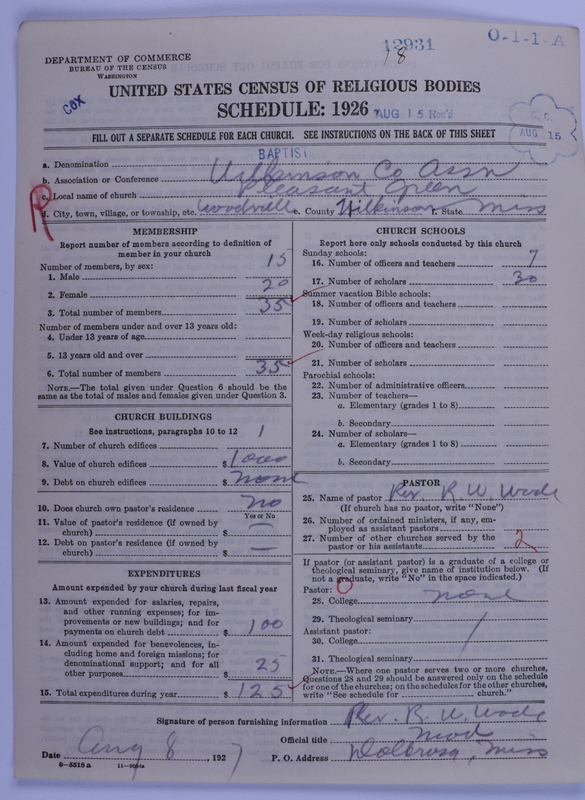 12931
O-1-1-A
18
DEPARTMENT OF COMMERCE
BUREAU OF THE CENSUS
WASHINGTON
COX
UNITED STATES CENSUS OF RELIGIOUS BODIES
SCHEDULE: 1926
AUG 15 Rec'd
AUG 15
FILL OUT A SEPARATE SCHEDULE FOR EACH CHURCH. SEE INSTRUCTIONS ON THE BACK OF THIS SHEET
BAPTIST
a. Denomination
b. Association or Conference Wilkinson Co Assn
c. Local name of church Pleasant Green
d. City, town, village, or township, etc. Woodville e. County Wilkinson f. State Miss
MEMBERSHIP
Report number of members according to definition of member in your church
Number of members, by sex:
1. Male 15
2. Female 20
3. Total number of members 35
Number of members under and over 13 years old:
4. Under 13 years of age
5. 13 years old and over
6. Total number of members 35
NOTE.—The total given under Question 6 should be the same as the total of males and females given under Question 3.
CHURCH BUILDINGS
See instructions, paragraphs 10 to 12
7. Number of church edifices 1
8. Value of church edifices $ 1000
9. Debt on church edifices $ none
10. Does church own pastor's residence? no
Yes or No
11. Value of pastor's residence (if owned by church) $ —
12. Debt on pastor's residence (if owned by church) $ —
EXPENDITURES
Amount expended by your church during last fiscal year
13. Amount expended for salaries, repairs, and other running expenses; for improvements or new buildings; and for payments on church debt $ 100
14. Amount expended for benevolences, including home and foreign missions; for denominational support; and for all other purposes $ 25
15. Total expenditures during year $ 125
CHURCH SCHOOLS
Report here only schools conducted by this church
Sunday schools:
16. Number of officers and teachers 7
17. Number of scholars 30
Summer vacation Bible schools:
18. Number of officers and teachers
19. Number of scholars
Week-day religious schools:
20. Number of officers and teachers
21. Number of scholars
Parochial schools:
22. Number of administrative officers
23. Number of teachers—
a. Elementary (grades 1 to 8)
b. Secondary
24. Number of scholars—
a. Elementary (grades 1 to 8)
b. Secondary
PASTOR
25. Name of pastor Rev. R. W. Wade
(If church has no pastor, write "None")
26. Number of ordained ministers, if any, employed as assistant pastors
27. Number of other churches served by the pastor or his assistants 2
If pastor (or assistant pastor) is a graduate of a college or theological seminary, give name of institution below. (If not a graduate, write "No" in the space indicated.)
Pastor:
28. College none
29. Theological seminary
Assistant pastor:
30. College
31. Theological seminary
NOTE.—Where one pastor serves two or more churches, Questions 28 and 29 should be answered only on the schedule for one of the churches; on the schedules for the other churches, write "See schedule for church."
Signature of person furnishing information Rev. R. W. Wade
Official title Mod
Date Aug 8, 1927 P. O. Address Doloroso, Miss
8-5518a